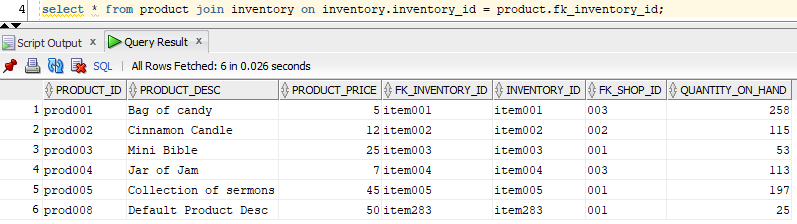 4 select * from product join inventory on inventory.inventory_id = product.fk_inventory_id;
Script Output x Query Result x
SQL | All Rows Fetched: 6 in 0.026 seconds
PRODUCT_ID PRODUCT_DESC PRODUCT_PRICE FK_INVENTORY_ID INVENTORY_ID FK_SHOP_ID QUANTITY_ON_HAND
1 prod001 Bag of candy 5 item001 item001 003 258
2 prod002 Cinnamon Candle 12 item002 item002 002 115
3 prod003 Mini Bible 25 item003 item003 001 53
4 prod004 Jar of Jam 7 item004 item004 003 113
5 prod005 Collection of sermons 45 item005 item005 001 197
6 prod008 Default Product Desc 50 item283 item283 001 25